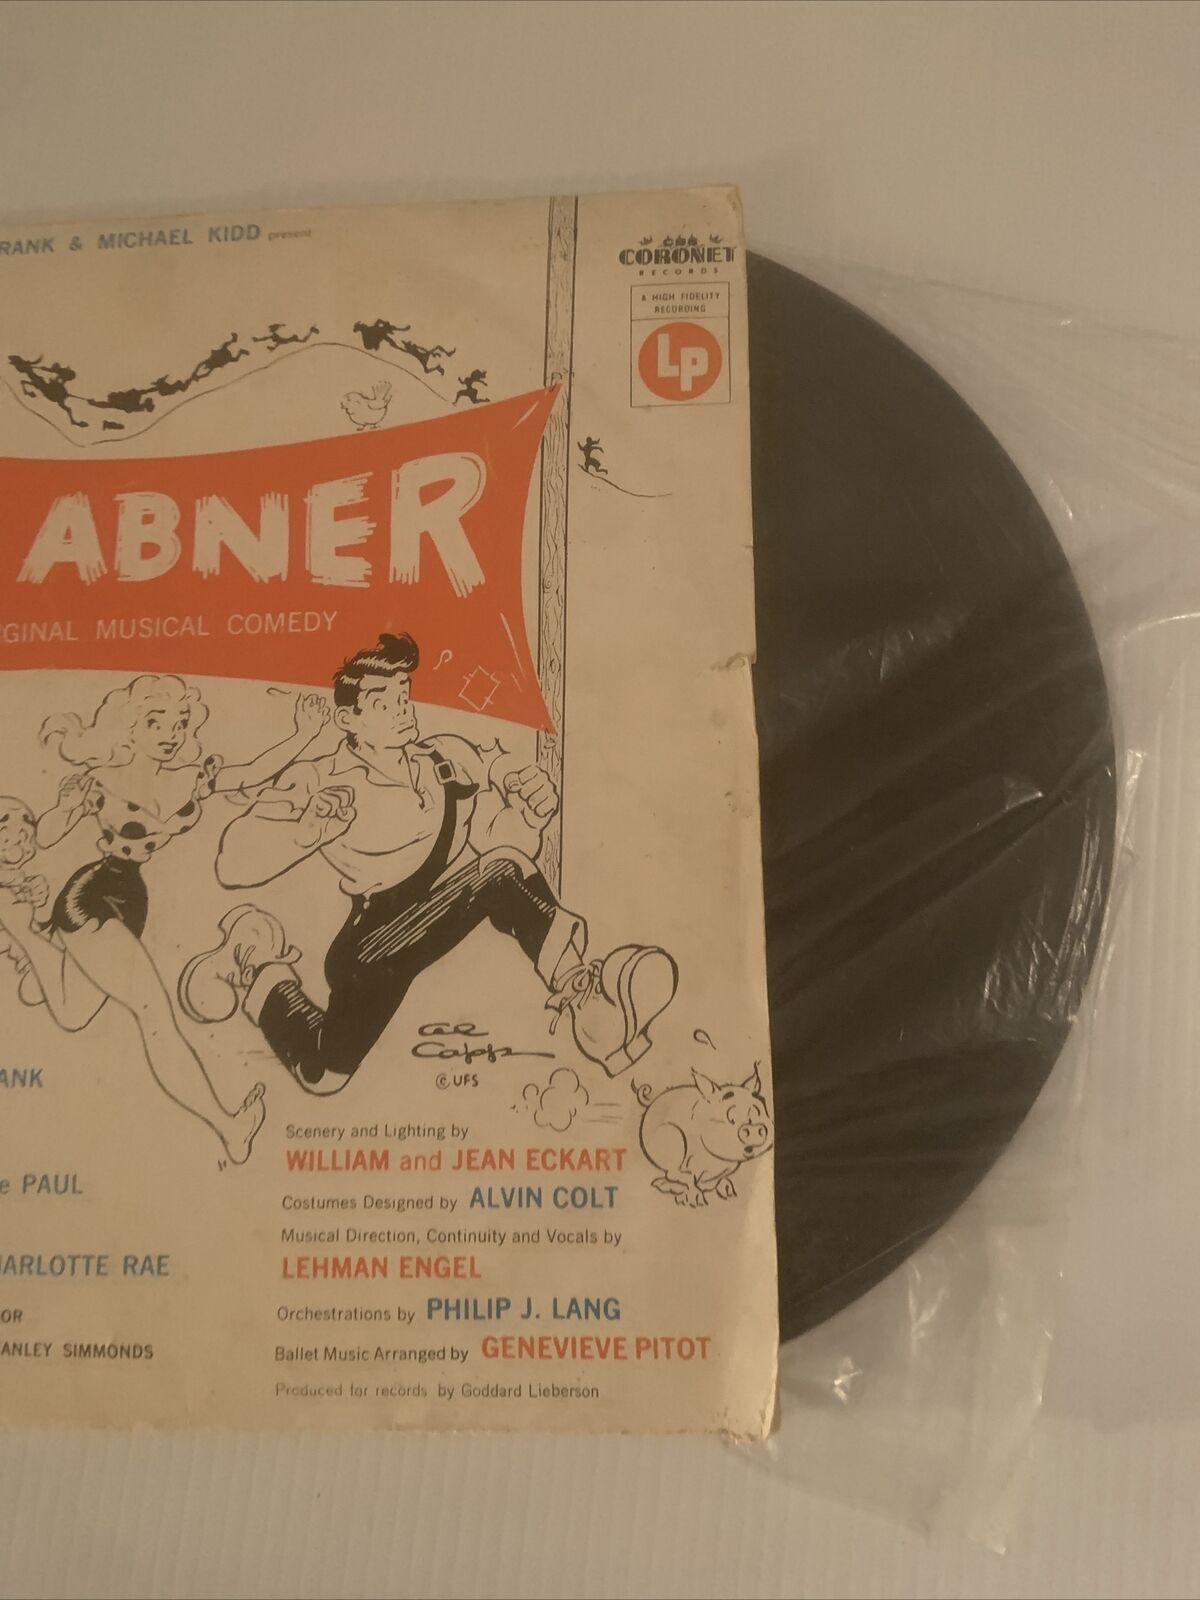 RANK & MICHAEL KIDD present
CBS
CORONET
RECORDS
A HIGH FIDELITY
RECORDING
LP
ABNER
GINAL MUSICAL COMEDY
AL
CAPP
© UFS
ANK
e PAUL
HARLOTTE RAE
OR
ANLEY SIMMONDS
Scenery and Lighting by
WILLIAM and JEAN ECKART
Costumes Designed by ALVIN COLT
Musical Direction, Continuity and Vocals by
LEHMAN ENGEL
Orchestrations by PHILIP J. LANG
Ballet Music Arranged by GENEVIEVE PITOT
Produced for records by Goddard Lieberson